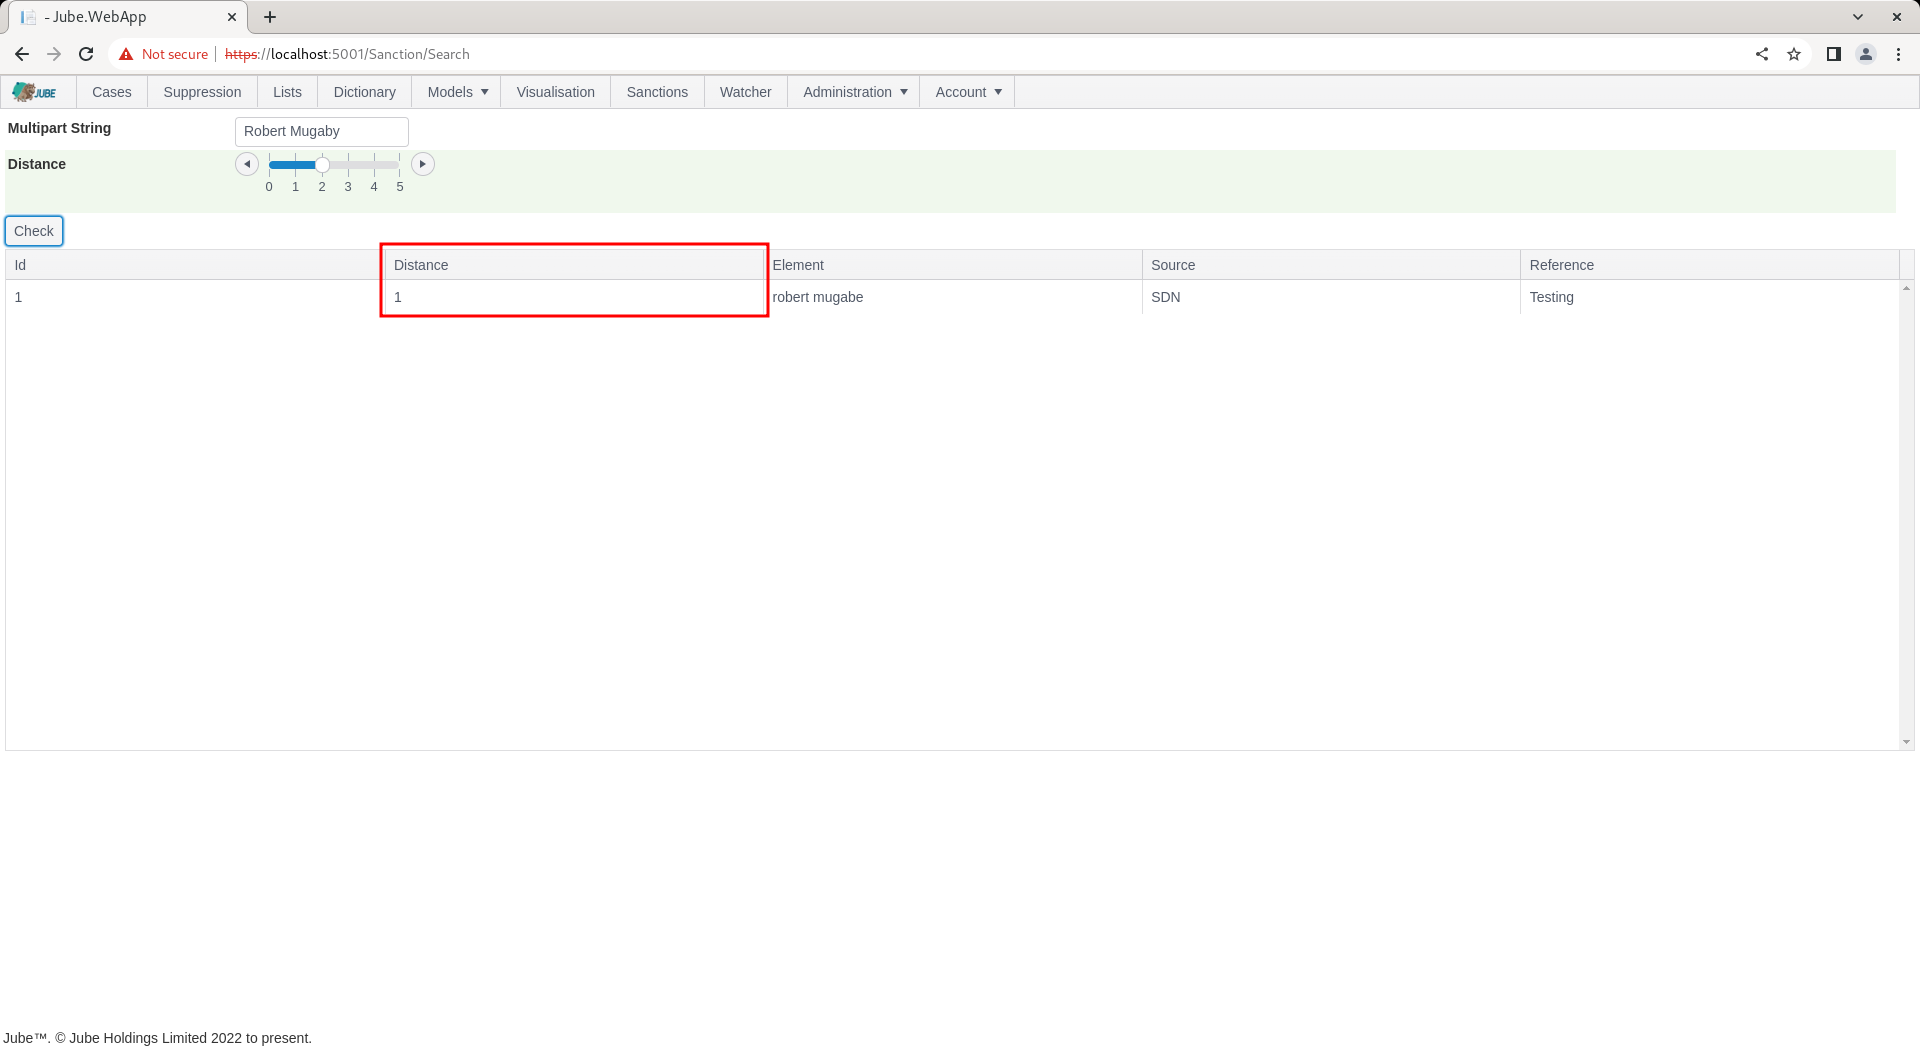 - Jube.WebApp
Not secure https://localhost:5001/Sanction/Search
JUBE Cases Suppression Lists Dictionary Models Visualisation Sanctions Watcher Administration Account
Multipart String Robert Mugaby
Distance
0 1 2 3 4 5
Check
Id Distance Element Source Reference
1 1 robert mugabe SDN Testing
Jube™. © Jube Holdings Limited 2022 to present.